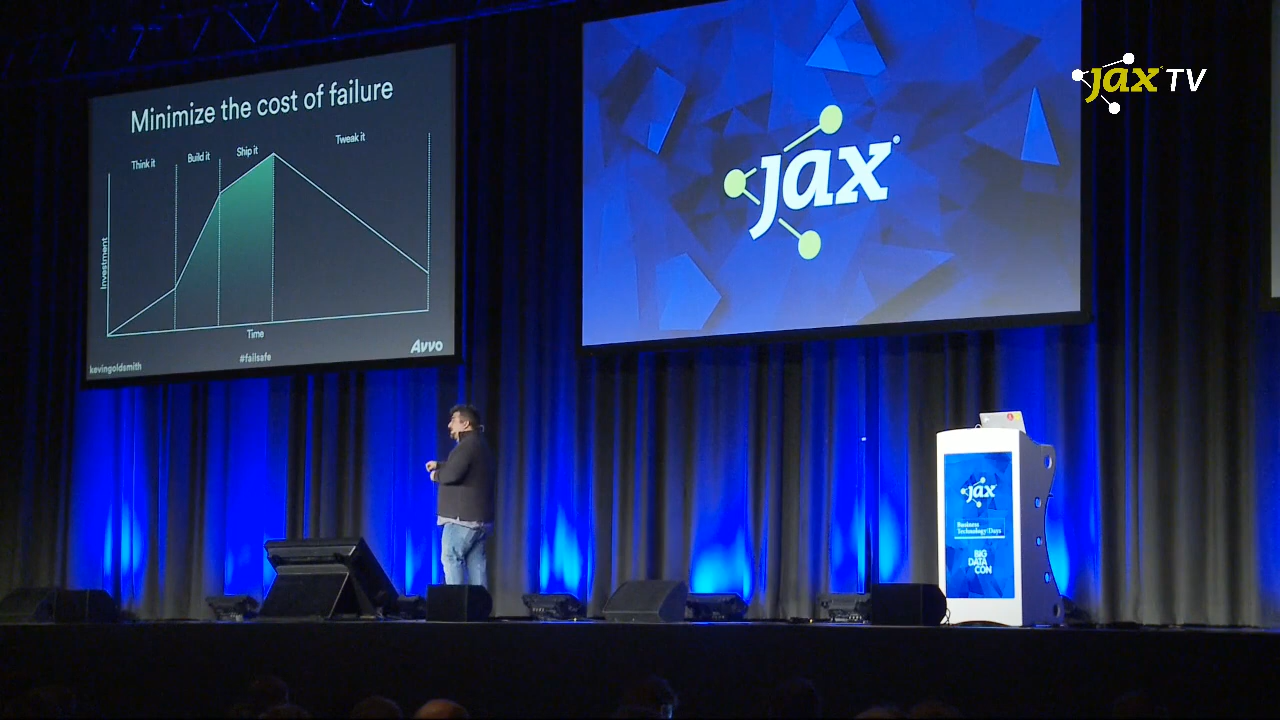 Minimize the cost of failure
Think it
Build it
Ship it
Tweak it
Investment
Time
kevingoldsmith
#failsafe
Avvo
jax
jax TV
jax
Business
Technology Days
BIG
DATA
CON